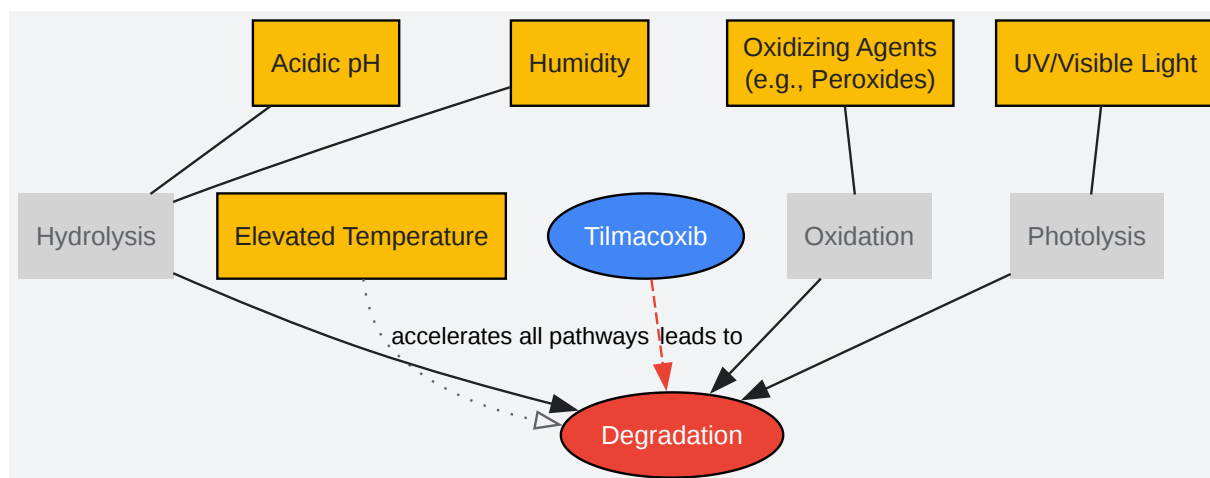 Acidic pH
Humidity
Oxidizing Agents
(e.g., Peroxides)
UV/Visible Light
Hydrolysis
Elevated Temperature
Tilmacoxib
Oxidation
Photolysis
accelerates all pathways
leads to
Degradation